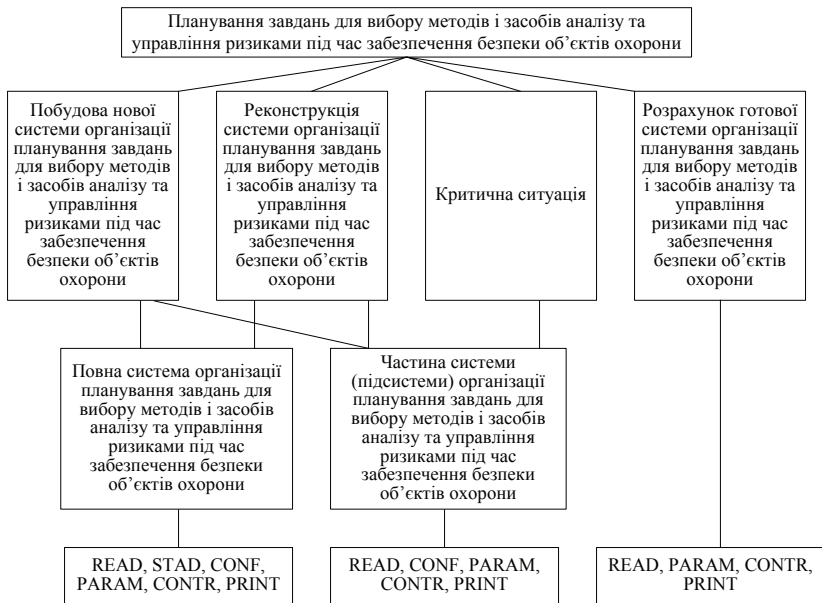 Планування завдань для вибору методів і засобів аналізу та
управління ризиками під час забезпечення безпеки об’єктів охорони
Побудова нової
системи організації
планування завдань
для вибору методів
і засобів аналізу та
управління
ризиками під час
забезпечення
безпеки об’єктів
охорони
Реконструкція
системи організації
планування завдань
для вибору методів
і засобів аналізу та
управління
ризиками під час
забезпечення
безпеки об’єктів
охорони
Критична ситуація
Розрахунок готової
системи організації
планування завдань
для вибору методів
і засобів аналізу та
управління
ризиками під час
забезпечення
безпеки об’єктів
охорони
Повна система організації
планування завдань для
вибору методів і засобів
аналізу та управління
ризиками під час
забезпечення безпеки
об’єктів охорони
Частина системи
(підсистеми) організації
планування завдань для
вибору методів і засобів
аналізу та управління
ризиками під час
забезпечення безпеки
об’єктів охорони
READ, STAD, CONF,
PARAM, CONTR, PRINT
READ, CONF, PARAM,
CONTR, PRINT
READ, PARAM, CONTR,
PRINT